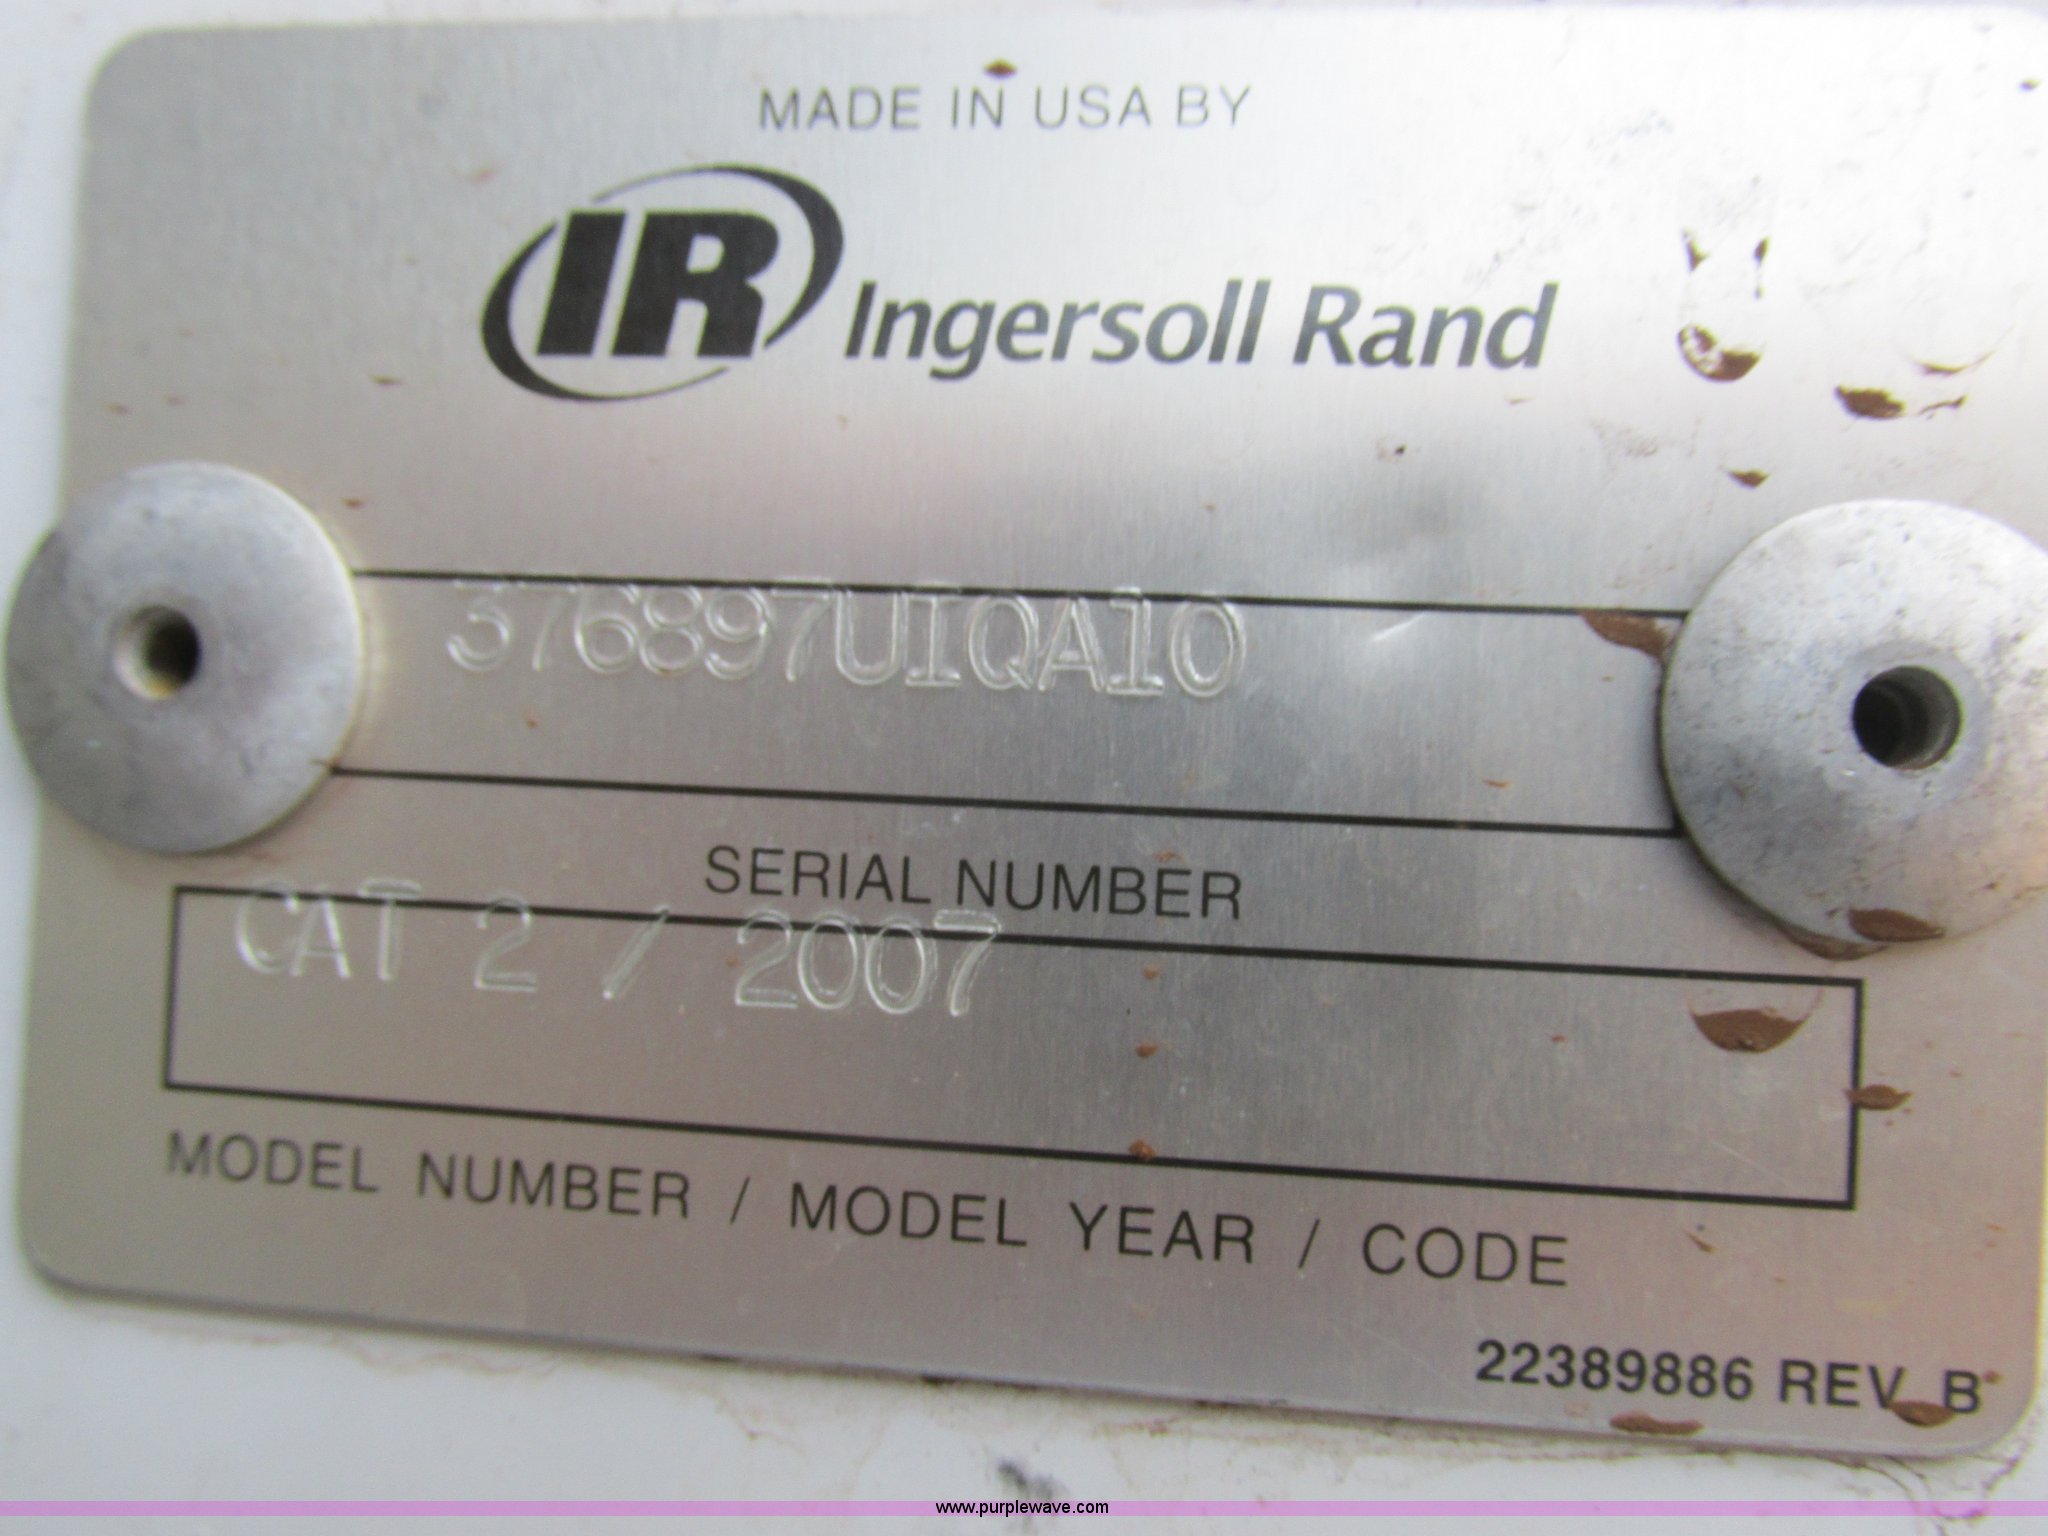 MADE IN USA BY
IR Ingersoll Rand
376897UIQA10
SERIAL NUMBER
CAT 2 / 2007
MODEL NUMBER / MODEL YEAR / CODE
22389886 REV B
www.purplewave.com